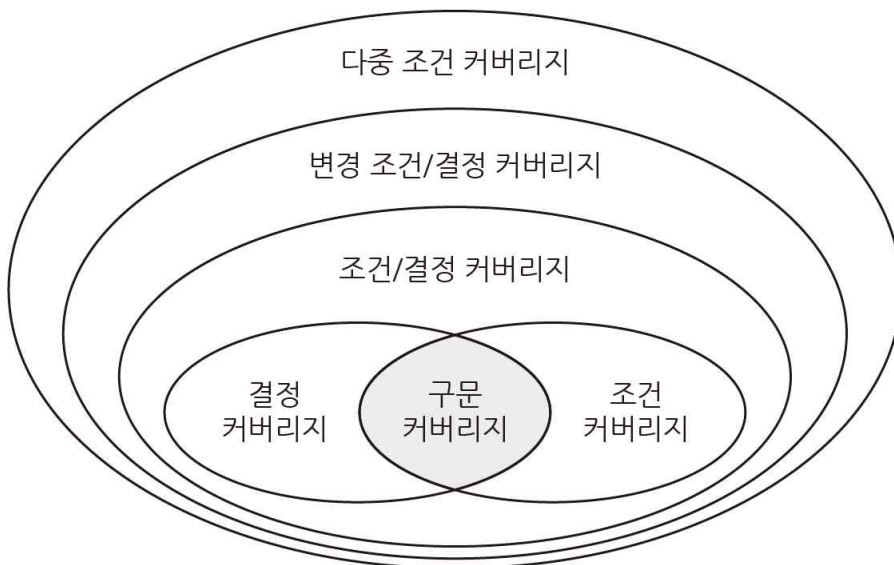 다중 조건 커버리지
변경 조건/결정 커버리지
조건/결정 커버리지
결정
커버리지
구문
커버리지
조건
커버리지